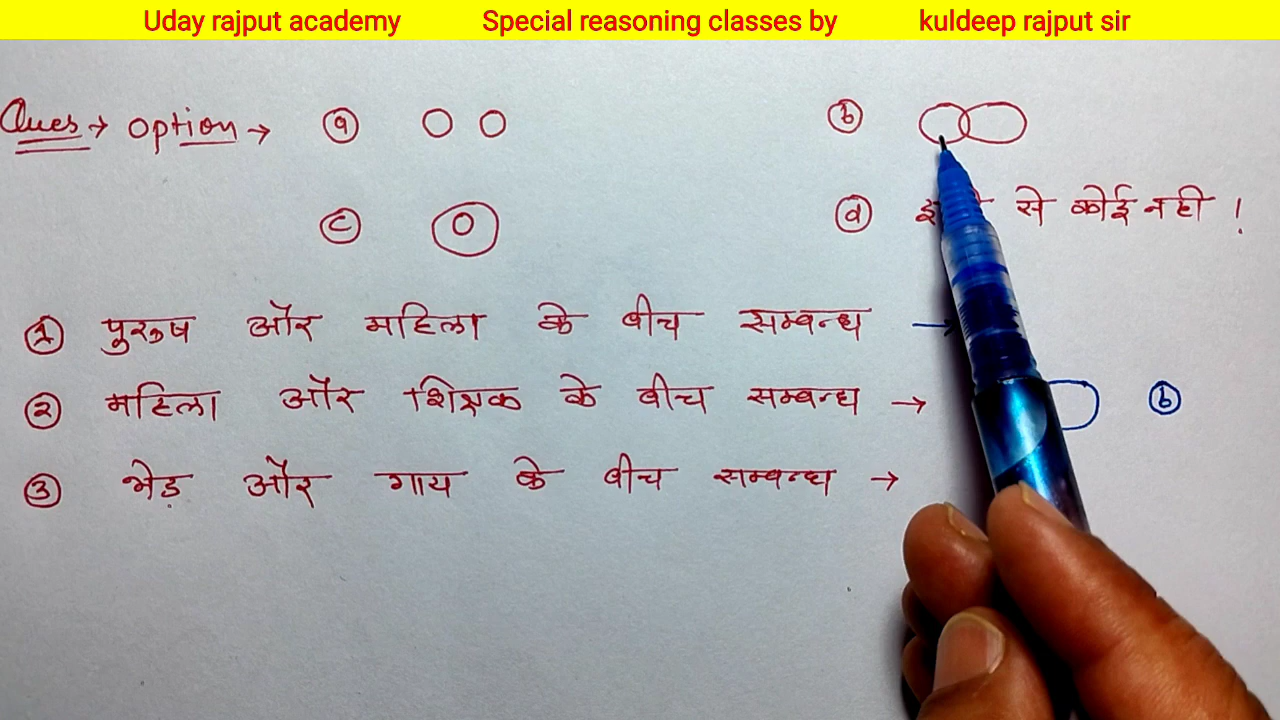 Uday rajput academy Special reasoning classes by kuldeep rajput sir
Ques → option → (a) (b)
(c) (d) से कोई नही !
(1) पुरुष और महिला के बीच सम्बन्ध →
(2) महिला और शिक्षक के बीच सम्बन्ध → (b)
(3) भेड़ और गाय के बीच सम्बन्ध →